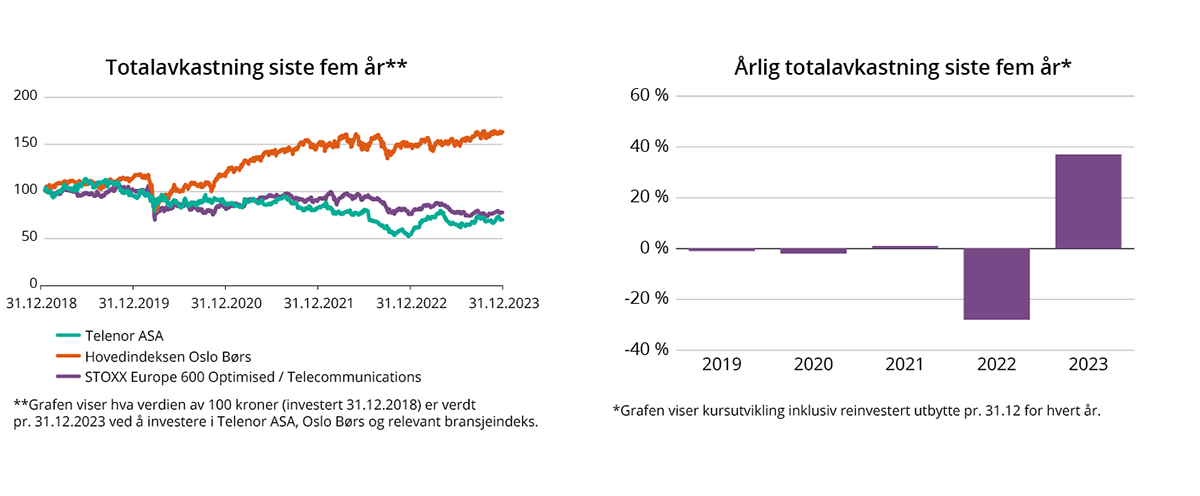 Totalavkastning siste fem år**
200
150
100
50
0
31.12.2018 31.12.2019 31.12.2020 31.12.2021 31.12.2022 31.12.2023
Telenor ASA
Hovedindeksen Oslo Børs
STOXX Europe 600 Optimised / Telecommunications
**Grafen viser hva verdien av 100 kroner (investert 31.12.2018) er verdt
pr. 31.12.2023 ved å investere i Telenor ASA, Oslo Børs og relevant bransjeindeks.
Årlig totalavkastning siste fem år*
60 %
40 %
20 %
0 %
-20 %
-40 %
2019 2020 2021 2022 2023
*Grafen viser kursutvikling inklusiv reinvestert utbytte pr. 31.12 for hvert år.